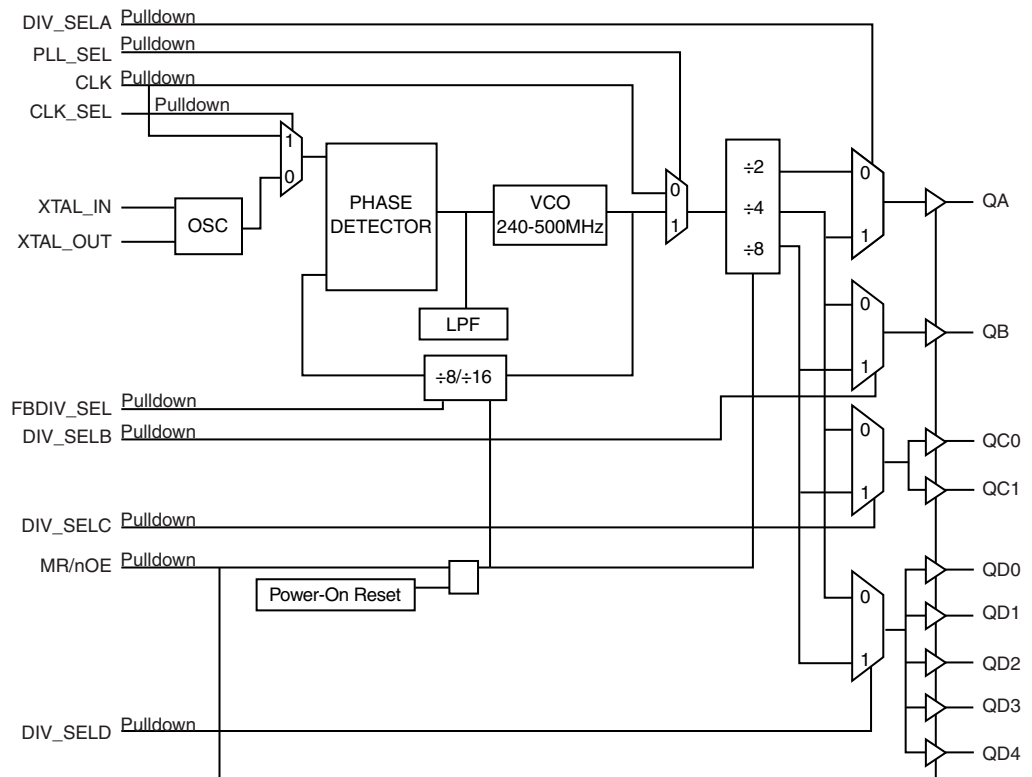 DIV_SELA Pulldown
PLL_SEL Pulldown
CLK Pulldown
CLK_SEL Pulldown
1
0
XTAL_IN
XTAL_OUT
OSC
PHASE
DETECTOR
VCO
240-500MHz
LPF
÷8/÷16
0
1
÷2
÷4
÷8
0
1
QA
0
1
QB
FBDIV_SEL Pulldown
DIV_SELB Pulldown
0
1
QC0
QC1
DIV_SELC Pulldown
MR/nOE Pulldown
Power-On Reset
0
1
QD0
QD1
QD2
QD3
QD4
DIV_SELD Pulldown